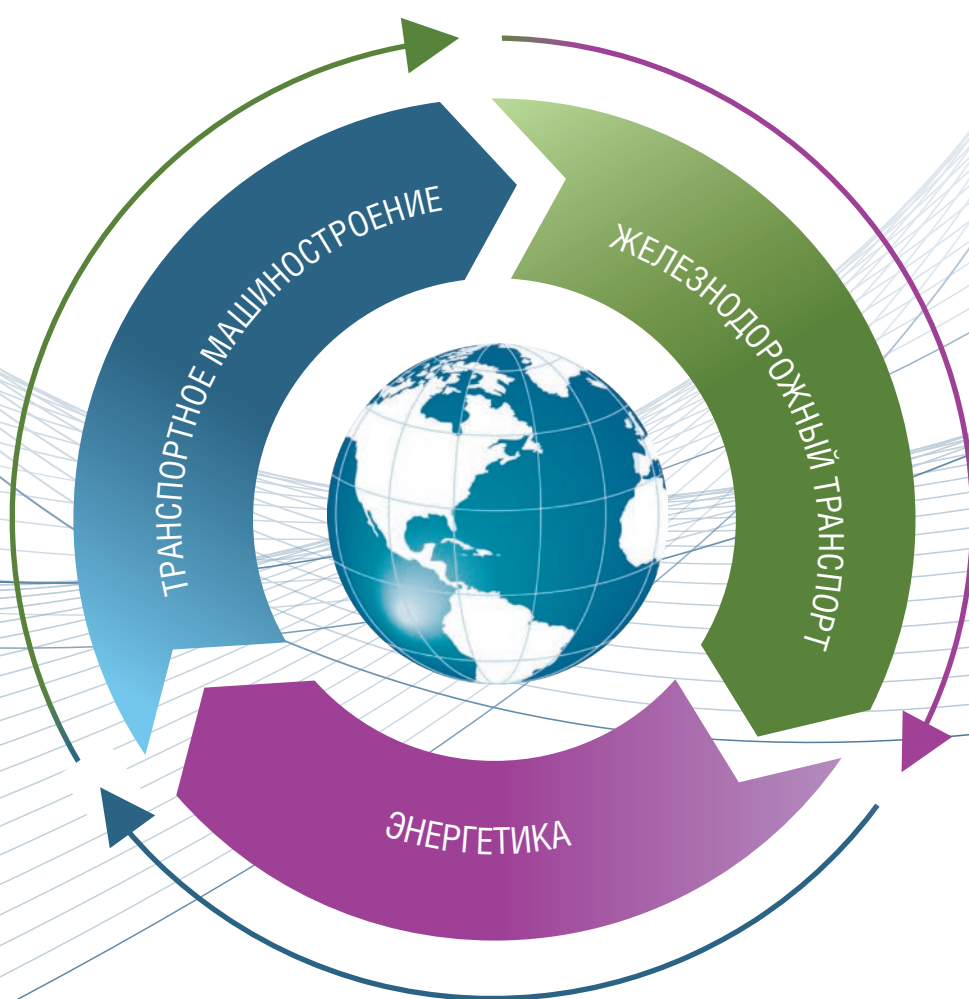 ТРАНСПОРТНОЕ МАШИНОСТРОЕНИЕ
ЖЕЛЕЗНОДОРОЖНЫЙ ТРАНСПОРТ
ЭНЕРГЕТИКА